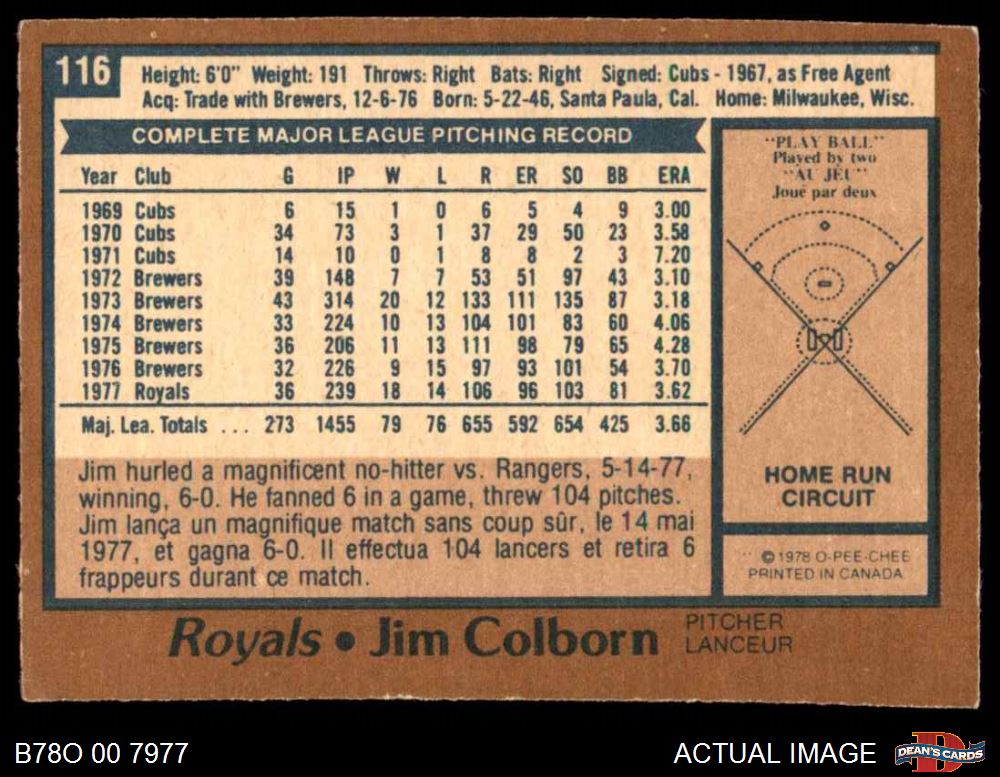 116
Height: 6'0" Weight: 191 Throws: Right Bats: Right Signed: Cubs - 1967, as Free Agent
Acq: Trade with Brewers, 12-6-76 Born: 5-22-46, Santa Paula, Cal. Home: Milwaukee, Wisc.
COMPLETE MAJOR LEAGUE PITCHING RECORD
Year Club G IP W L R ER SO BB ERA
1969 Cubs 6 15 1 0 6 5 4 9 3.00
1970 Cubs 34 73 3 1 37 29 50 23 3.58
1971 Cubs 14 10 0 1 8 8 2 3 7.20
1972 Brewers 39 148 7 7 53 51 97 43 3.10
1973 Brewers 43 314 20 12 133 111 135 87 3.18
1974 Brewers 33 224 10 13 104 101 83 60 4.06
1975 Brewers 36 206 11 13 111 98 79 65 4.28
1976 Brewers 32 226 9 15 97 93 101 54 3.70
1977 Royals 36 239 18 14 106 96 103 81 3.62
Maj. Lea. Totals ... 273 1455 79 76 655 592 654 425 3.66
Jim hurled a magnificent no-hitter vs. Rangers, 5-14-77,
winning, 6-0. He fanned 6 in a game, threw 104 pitches.
Jim lança un magnifique match sans coup sûr, le 14 mai
1977, et gagna 6-0. Il effectua 104 lancers et retira 6
frappeurs durant ce match.
"PLAY BALL"
Played by two
"AU JEU"
Joué par deux
HOME RUN
CIRCUIT
© 1978 O-PEE-CHEE
PRINTED IN CANADA
Royals • Jim Colborn
PITCHER
LANCEUR
B78O 00 7977
ACTUAL IMAGE
DEAN'S CARDS